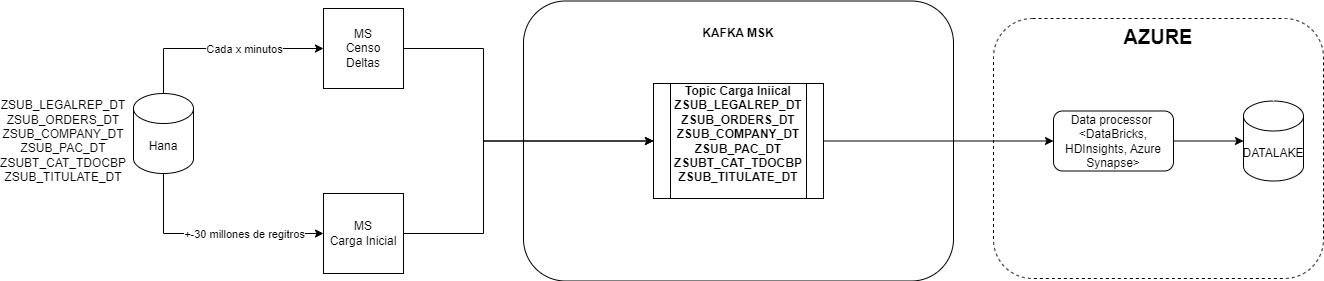 ZSUB_LEGALREP_DT
ZSUB_ORDERS_DT
ZSUB_COMPANY_DT
ZSUB_PAC_DT
ZSUBT_CAT_TDOCBP
ZSUB_TITULATE_DT
Hana
Cada x minutos
+-30 millones de regitros
MS
Censo
Deltas
MS
Carga Inicial
KAFKA MSK
Topic Carga Iniical
ZSUB_LEGALREP_DT
ZSUB_ORDERS_DT
ZSUB_COMPANY_DT
ZSUB_PAC_DT
ZSUBT_CAT_TDOCBP
ZSUB_TITULATE_DT
AZURE
Data processor
<DataBricks,
HDInsights, Azure
Synapse>
DATALAKE